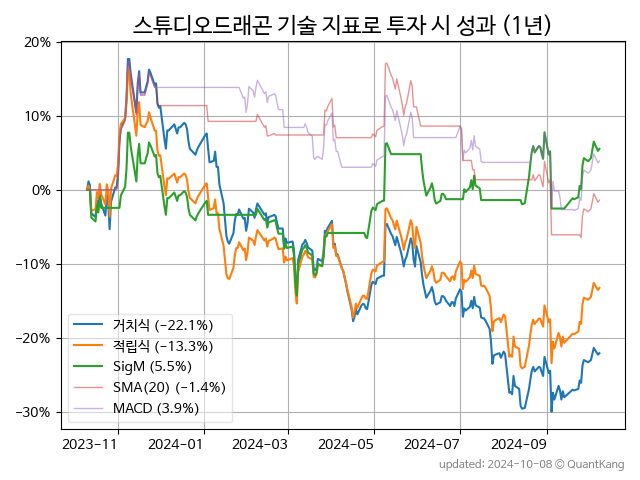 스튜디오드래곤 기술 지표로 투자 시 성과 (1년)
20%
10%
0%
−10%
−20%
−30%
거치식 (−22.1%)
적립식 (−13.3%)
SigM (5.5%)
SMA(20) (−1.4%)
MACD (3.9%)
2023−11 2024−01 2024−03 2024−05 2024−07 2024−09
updated: 2024-10-08 © QuantKang